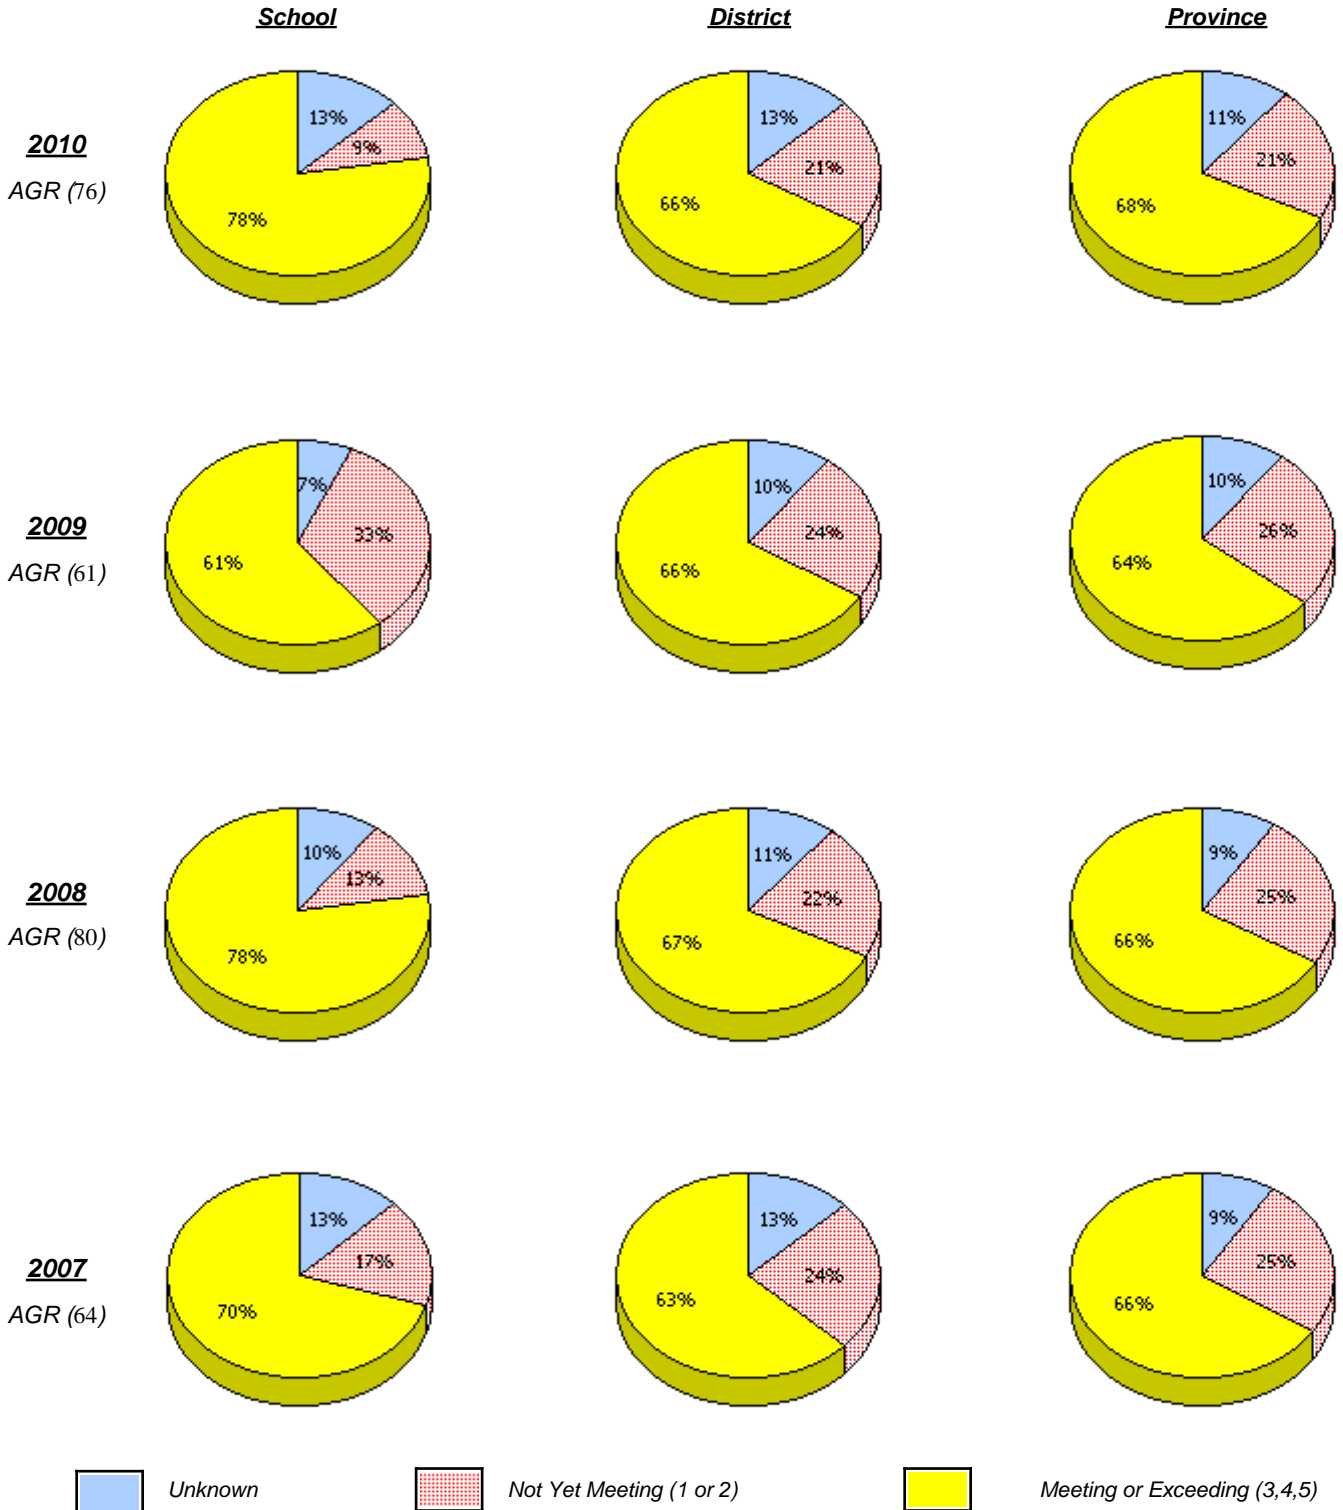 School District Province
13% 13% 11%
2010 9% 21% 21%
AGR (76) 78% 66% 68%
7% 10% 10%
2009 33% 24% 26%
AGR (61) 61% 66% 64%
10% 11% 9%
2008 13% 22% 25%
AGR (80) 78% 67% 66%
13% 13% 9%
2007 17% 24% 25%
AGR (64) 70% 63% 66%
Unknown Not Yet Meeting (1 or 2) Meeting or Exceeding (3,4,5)